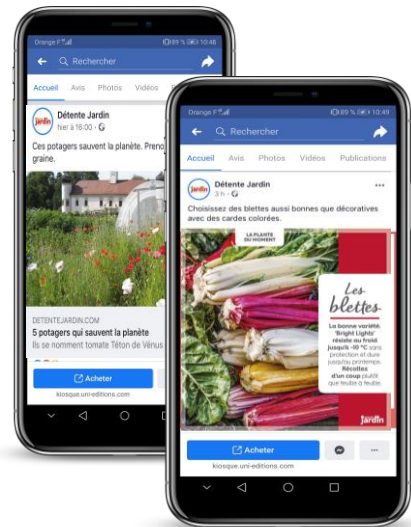 Orange F
89 % 10:48
Rechercher
Accueil Avis Photos Vidéos
Détente Jardin
hier à 16:00
Ces potagers sauvent la planète.
graine.
DETENTEJARDIN.COM
5 potagers qui sauvent la planète
Ils se nomment tomate Téton de Vénus
Acheter
kiosque.uni-editions.com
Orange F
89 % 10:49
Rechercher
Accueil Avis Photos Vidéos Publications
jardin
Détente Jardin
3 h
Choisissez des blettes aussi bonnes que décoratives
avec des cardes colorées.
LA PLANTE
DU MOMENT
Les
blettes
La bonne variété.
'Bright Lights'
résiste au froid
jusqu'à -10 °C sans
protection et dure
jusqu'au printemps.
Récoltez
d'un coup plutôt
que feuille à feuille.
jardin
Acheter
kiosque.uni-editions.com